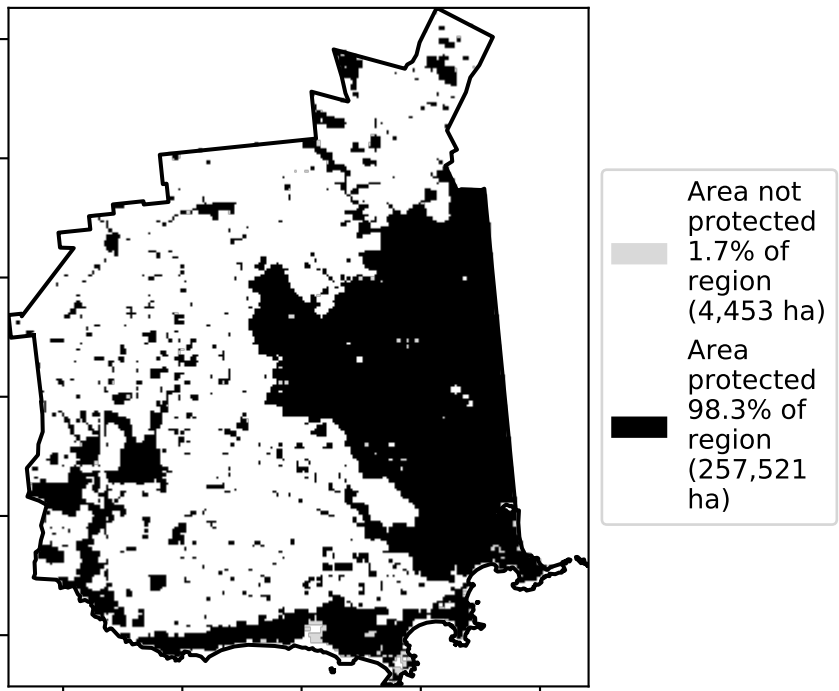 Area not
protected
1.7% of
region
(4,453 ha)
Area
protected
98.3% of
region
(257,521
ha)